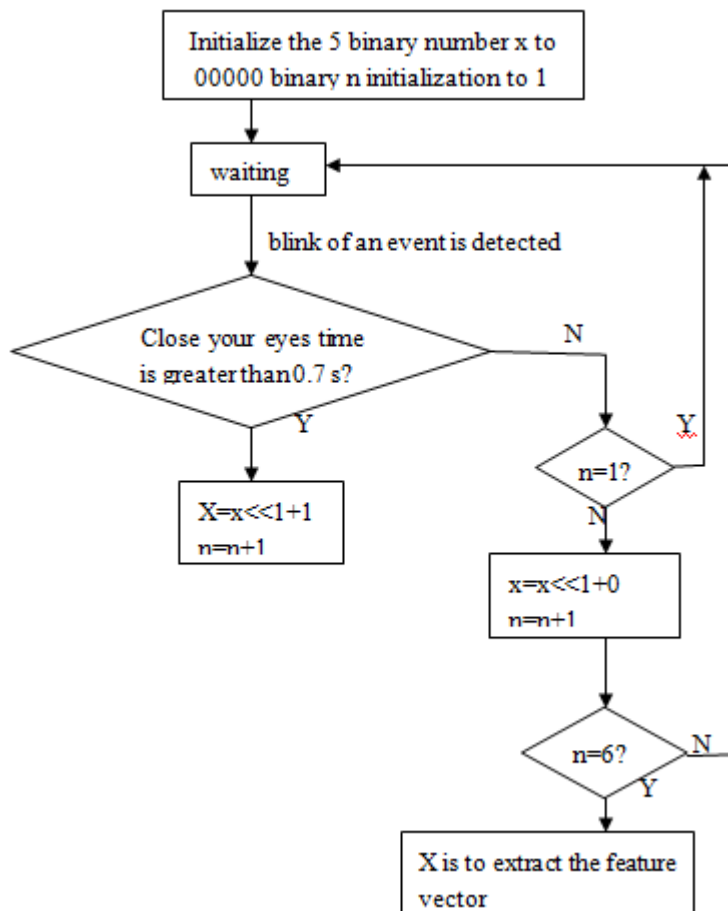 Initialize the 5 binary number x to
00000 binary n initialization to 1
waiting
blink of an event is detected
Close your eyes time
is greater than 0.7 s?
N
Y
Y
n=1?
N
X=x<<1+1
n=n+1
x=x<<1+0
n=n+1
n=6?
N
Y
X is to extract the feature
vector